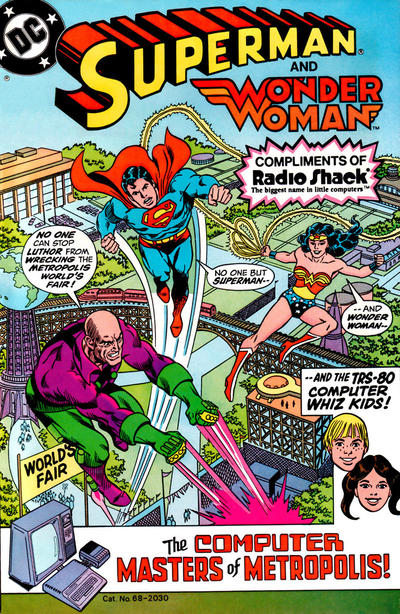 DC
®
SUPERMAN®
AND
WONDER
WOMAN™
COMPLIMENTS OF
Radio Shack®
The biggest name in little computers™
NO ONE
CAN STOP
LUTHOR FROM
WRECKING THE
METROPOLIS
WORLD'S
FAIR!
NO ONE BUT
SUPERMAN--
--AND
WONDER
WOMAN--
--AND THE TRS-80
COMPUTER
WHIZ KIDS!
WORLD'S
FAIR
The COMPUTER
MASTERS of METROPOLIS!
Cat. No. 68-2030